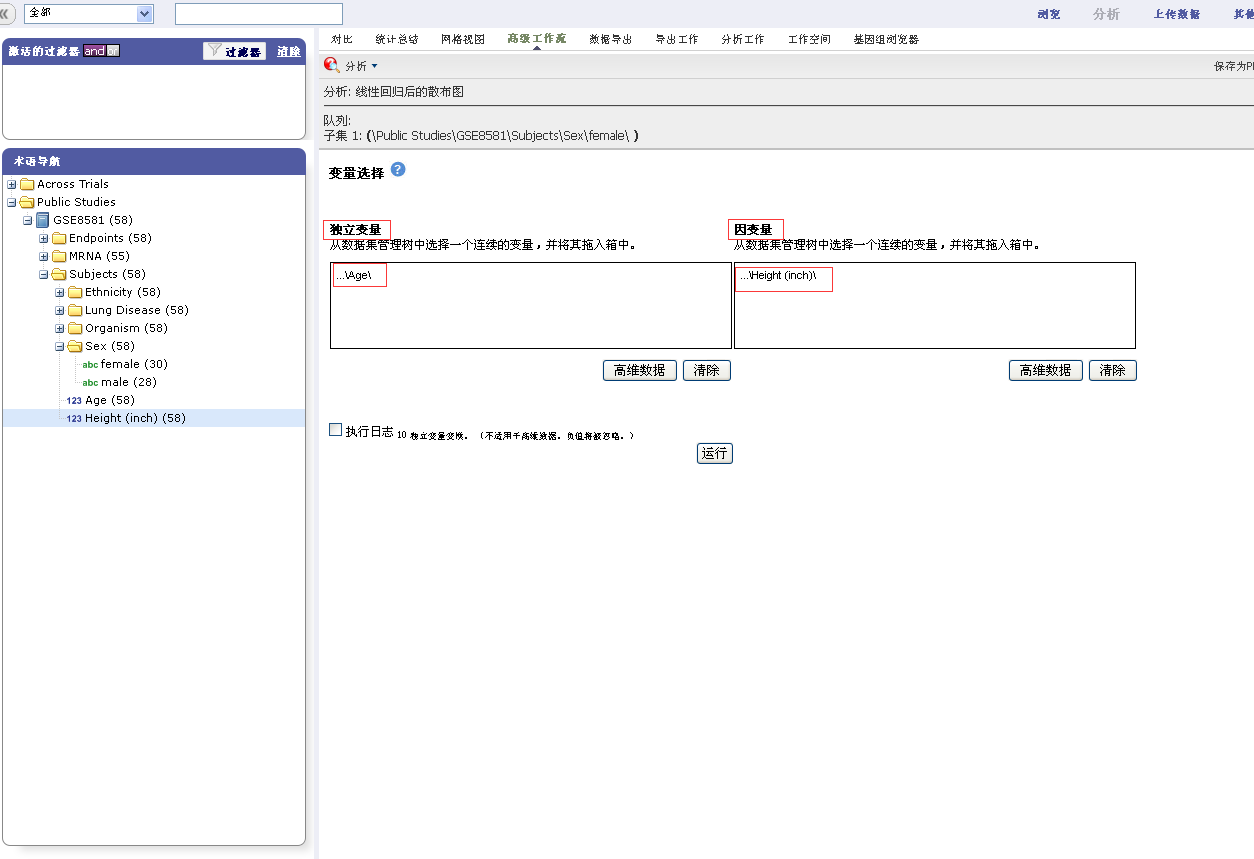 全部
浏览 分析 上传数据 其他
激活的过滤器 and or 过滤器 清除
术语导航
Across Trials
Public Studies
GSE8581 (58)
Endpoints (58)
MRNA (55)
Subjects (58)
Ethnicity (58)
Lung Disease (58)
Organism (58)
Sex (58)
abc female (30)
abc male (28)
123 Age (58)
123 Height (inch) (58)
对比 统计总结 网格视图 高级工作流 数据导出 导出工作 分析工作 工作空间 基因组浏览器
分析 保存为P
分析: 线性回归后的散布图
队列:
子集 1: (\Public Studies\GSE8581\Subjects\Sex\female\ )
变量选择 ?
独立变量 因变量
从数据集管理树中选择一个连续的变量，并将其拖入箱中。 从数据集管理树中选择一个连续的变量，并将其拖入箱中。
...\Age\ ...\Height (inch)\
高维数据 清除 高维数据 清除
执行日志 10 独立变量变换。 （不适用于高维数据。负值将被忽略。）
运行